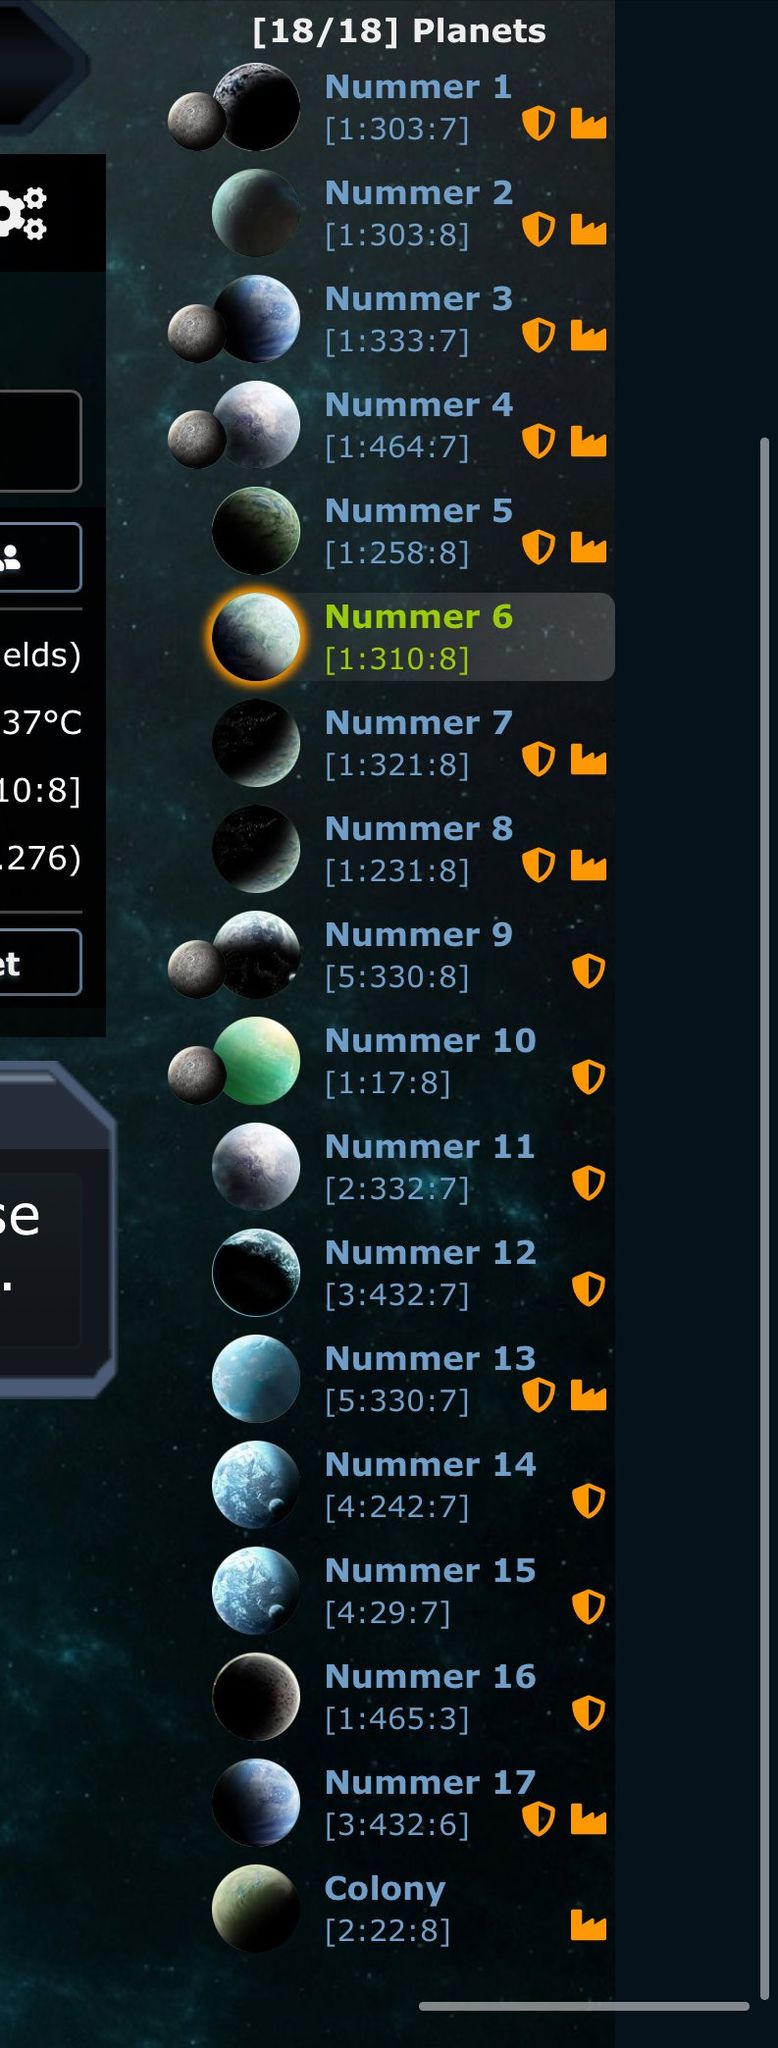 [18/18] Planets
Nummer 1
[1:303:7]
Nummer 2
[1:303:8]
Nummer 3
[1:333:7]
Nummer 4
[1:464:7]
Nummer 5
[1:258:8]
Nummer 6
[1:310:8]
elds)
Nummer 7
37°C
[1:321:8]
10:8]
Nummer 8
.276)
[1:231:8]
Nummer 9
et
[5:330:8]
Nummer 10
[1:17:8]
Nummer 11
[2:332:7]
se
Nummer 12
.
[3:432:7]
Nummer 13
[5:330:7]
Nummer 14
[4:242:7]
Nummer 15
[4:29:7]
Nummer 16
[1:465:3]
Nummer 17
[3:432:6]
Colony
[2:22:8]